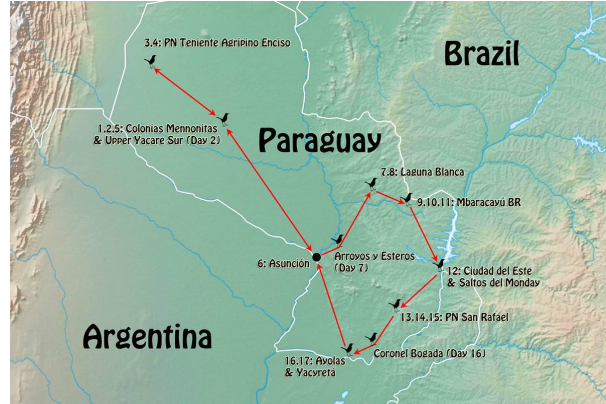 3.4: PN Teniente Agripino Enciso
Brazil
1.2.5: Colonias Mennonitas
& Upper Yacare Sur (Day 2)
Paraguay
7.8: Laguna Blanca
9.10.11: Mbaracayú BR
6: Asunción
Arroyos y Esteros
(Day 7)
12: Ciudad del Este
& Saltos del Monday
13.14.15: PN San Rafael
Argentina
16.17: Ayolas
& Yacyretá
Coronel Bogada (Day 16)